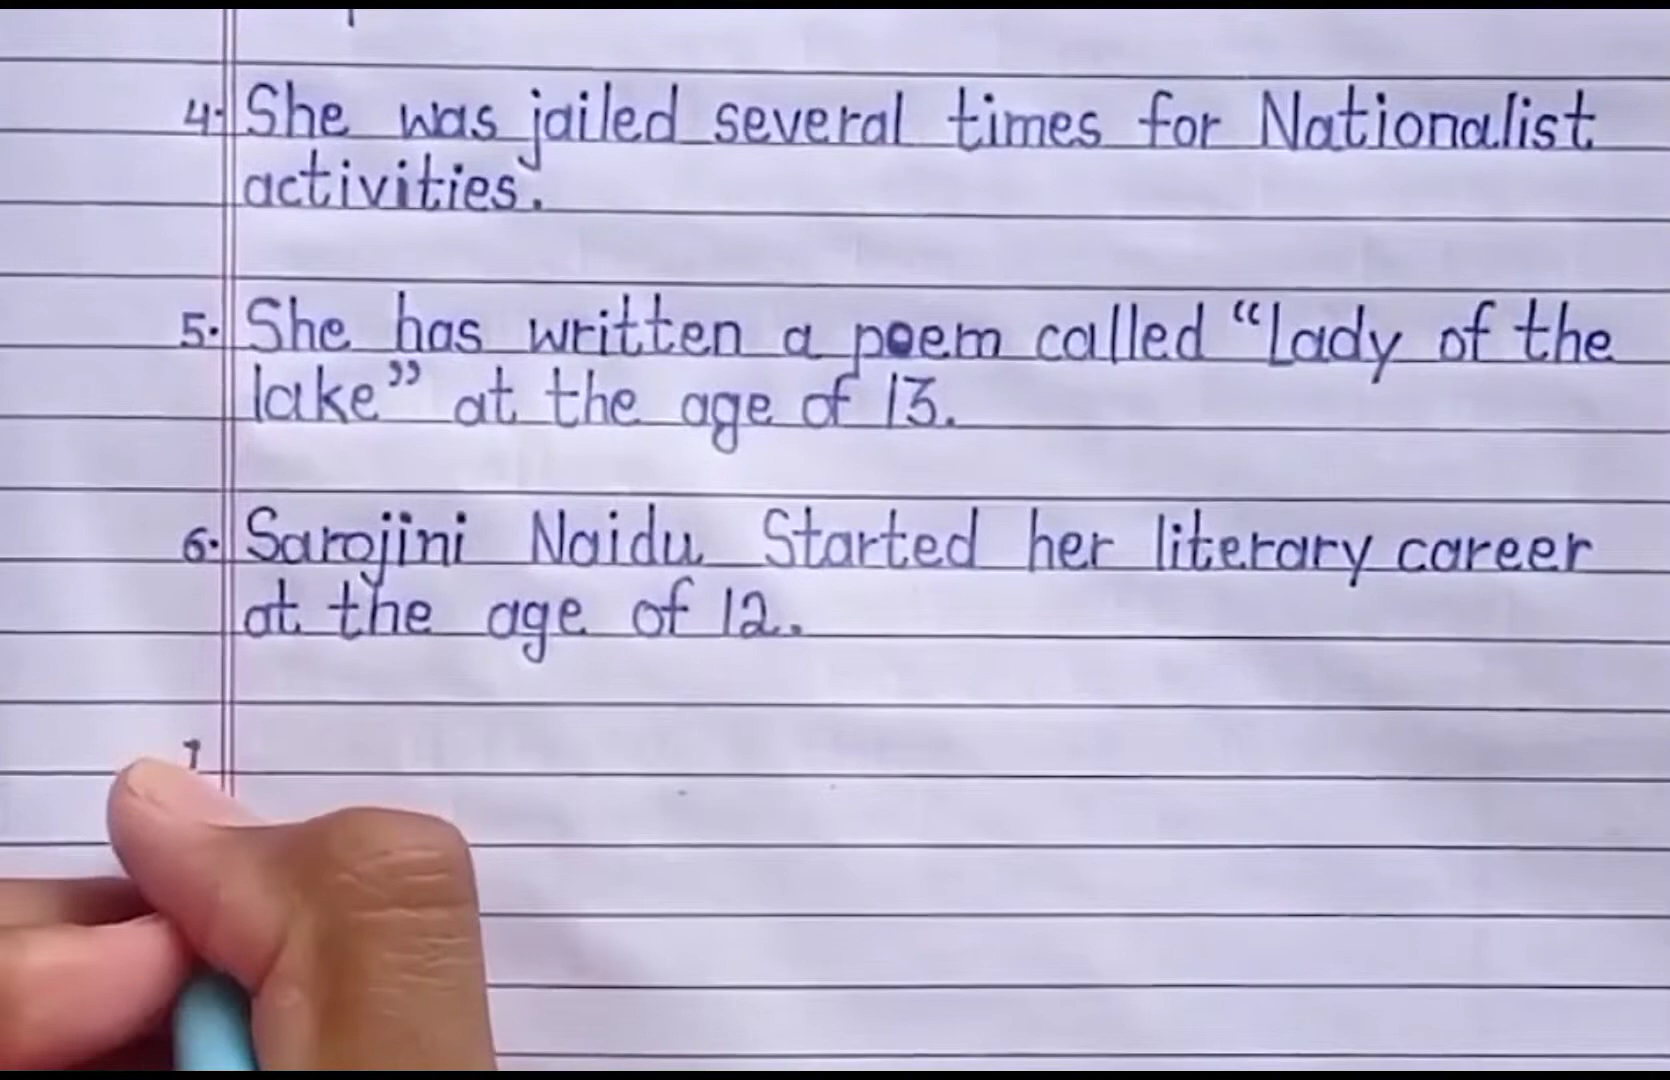 4. She was jailed several times for Nationalist
activities.
5. She has written a poem called “Lady of the
lake” at the age of 13.
6. Sarojini Naidu Started her literary career
at the age of 12.
7